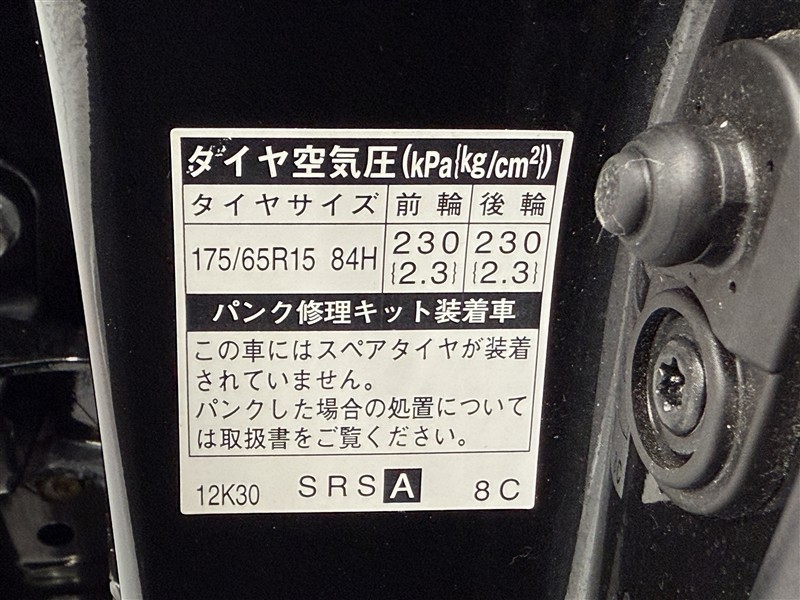 タイヤ空気圧(kPa{kg/cm²})
タイヤサイズ 前輪 後輪
175/65R15 84H 230 {2.3} 230 {2.3}
パンク修理キット装着車
この車にはスペアタイヤが装着
されていません。
パンクした場合の処置について
は取扱書をご覧ください。
12K30 SRS A 8C